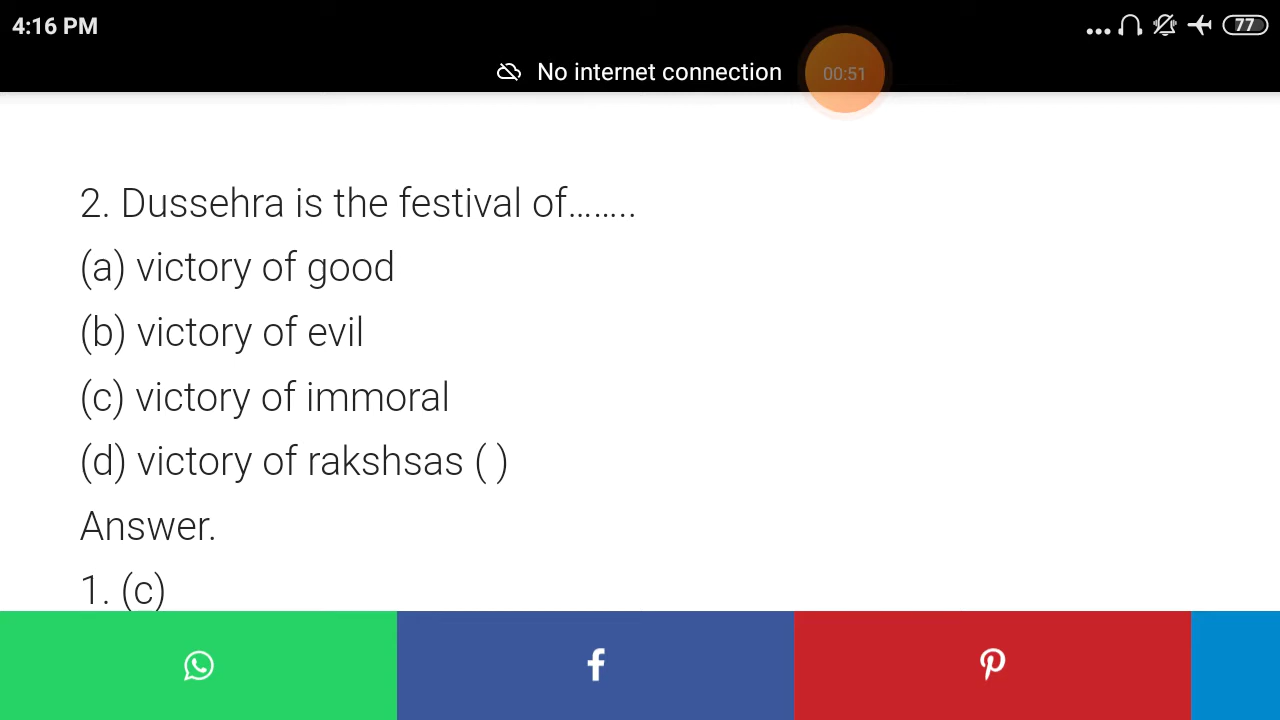 4:16 PM
77
No internet connection
00:51
2. Dussehra is the festival of……..
(a) victory of good
(b) victory of evil
(c) victory of immoral
(d) victory of rakshsas ( )
Answer.
1. (c)